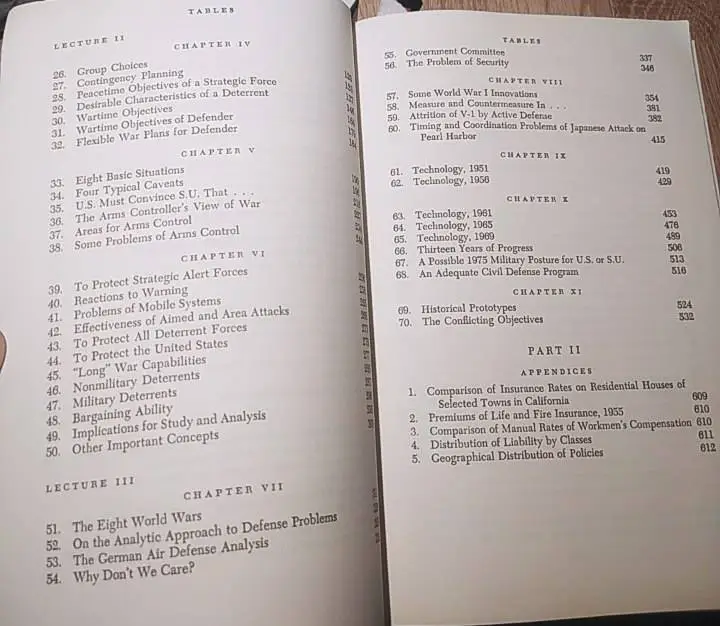 TABLES
LECTURE II
CHAPTER IV
26. Group Choices
27. Contingency Planning
28. Peacetime Objectives of a Strategic Force
29. Desirable Characteristics of a Deterrent
30. Wartime Objectives
31. Wartime Objectives of Defender
32. Flexible War Plans for Defender
CHAPTER V
33. Eight Basic Situations
34. Four Typical Caveats
35. U.S. Must Convince S.U. That . . .
36. The Arms Controller's View of War
37. Areas for Arms Control
38. Some Problems of Arms Control
CHAPTER VI
39. To Protect Strategic Alert Forces
40. Reactions to Warning
41. Problems of Mobile Systems
42. Effectiveness of Aimed and Area Attacks
43. To Protect All Deterrent Forces
44. To Protect the United States
45. "Long" War Capabilities
46. Nonmilitary Deterrents
47. Military Deterrents
48. Bargaining Ability
49. Implications for Study and Analysis
50. Other Important Concepts
LECTURE III
CHAPTER VII
51. The Eight World Wars
52. On the Analytic Approach to Defense Problems
53. The German Air Defense Analysis
54. Why Don't We Care?
TABLES
55. Government Committee 337
56. The Problem of Security 346
CHAPTER VIII
57. Some World War I Innovations 354
58. Measure and Countermeasure In . . . 381
59. Attrition of V-1 by Active Defense 382
60. Timing and Coordination Problems of Japanese Attack on
Pearl Harbor 415
CHAPTER IX
61. Technology, 1951 419
62. Technology, 1956 429
CHAPTER X
63. Technology, 1961 453
64. Technology, 1965 476
65. Technology, 1969 489
66. Thirteen Years of Progress 506
67. A Possible 1975 Military Posture for U.S. or S.U. 513
68. An Adequate Civil Defense Program 516
CHAPTER XI
69. Historical Prototypes 524
70. The Conflicting Objectives 532
PART II
APPENDICES
1. Comparison of Insurance Rates on Residential Houses of
Selected Towns in California 609
2. Premiums of Life and Fire Insurance, 1955 610
3. Comparison of Manual Rates of Workmen's Compensation 610
4. Distribution of Liability by Classes 611
5. Geographical Distribution of Policies 612